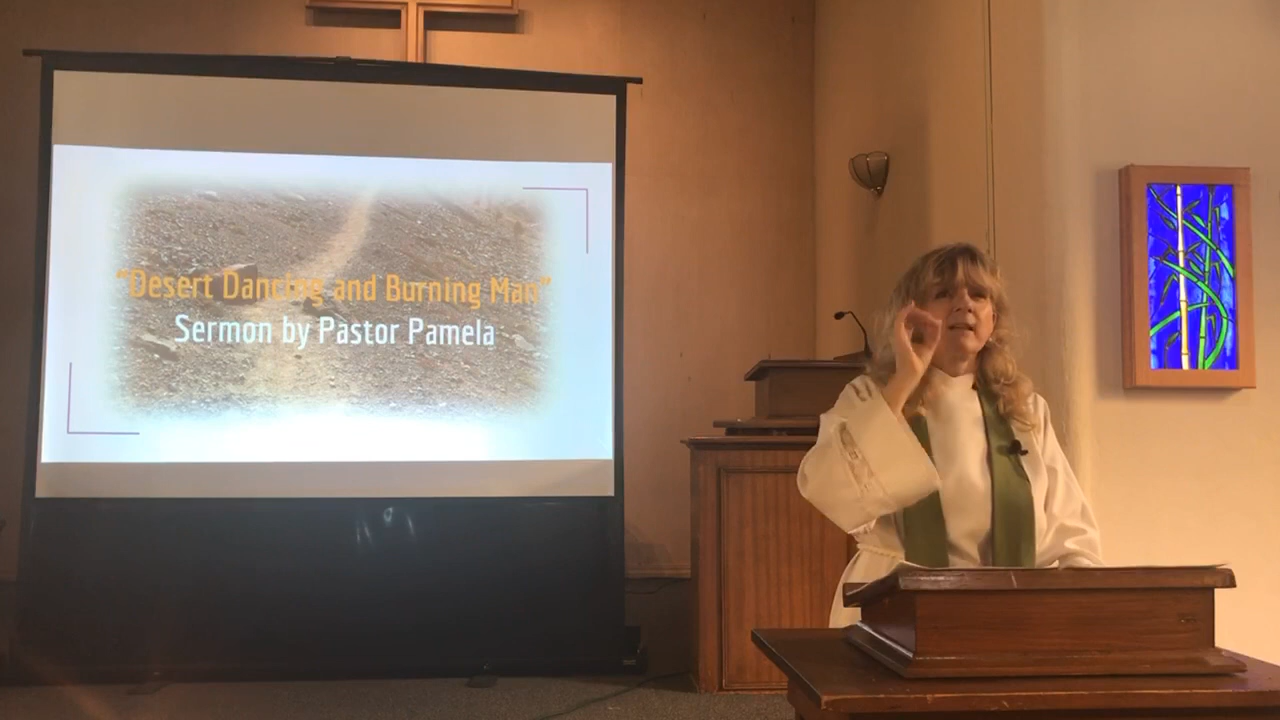 “Desert Dancing and Burning Man”
Sermon by Pastor Pamela